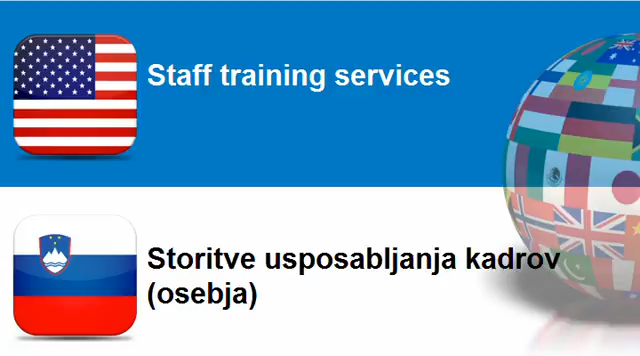 Staff training services
Storitve usposabljanja kadrov
(osebja)